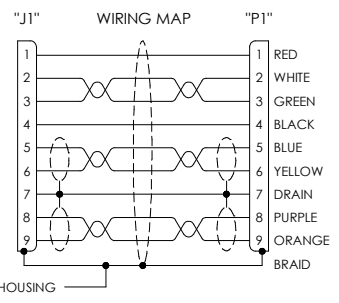 "J1" WIRING MAP "P1"
1 1 RED
2 2 WHITE
3 3 GREEN
4 4 BLACK
5 5 BLUE
6 6 YELLOW
7 7 DRAIN
8 8 PURPLE
9 9 ORANGE
BRAID
HOUSING